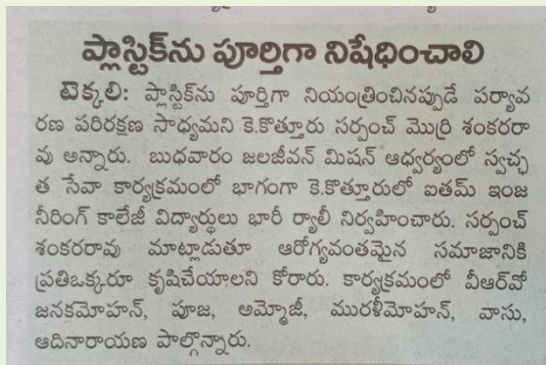 ప్లాస్టిక్‌ను పూర్తిగా నిషేధించాలి
టెక్కలి: ప్లాస్టిక్‌ను పూర్తిగా నియంత్రించినప్పుడే పర్యావ
రణ పరిరక్షణ సాధ్యమని కె.కొత్తూరు సర్పంచ్ మొర్రి శంకరరా
వు అన్నారు. బుధవారం జలజీవన్ మిషన్ ఆధ్వర్యంలో స్వచ్ఛ
త సేవా కార్యక్రమంలో భాగంగా కె.కొత్తూరులో ఐతమ్ ఇంజ
నీరింగ్ కాలేజీ విద్యార్థులు భారీ ర్యాలీ నిర్వహించారు. సర్పంచ్
శంకరరావు మాట్లాడుతూ ఆరోగ్యవంతమైన సమాజానికి
ప్రతిఒక్కరూ కృషిచేయాలని కోరారు. కార్యక్రమంలో వీఆర్‌వో
జనకమోహన్, పూజ, అమ్మోజీ, మురళీమోహన్, వాసు,
ఆదినారాయణ పాల్గొన్నారు.